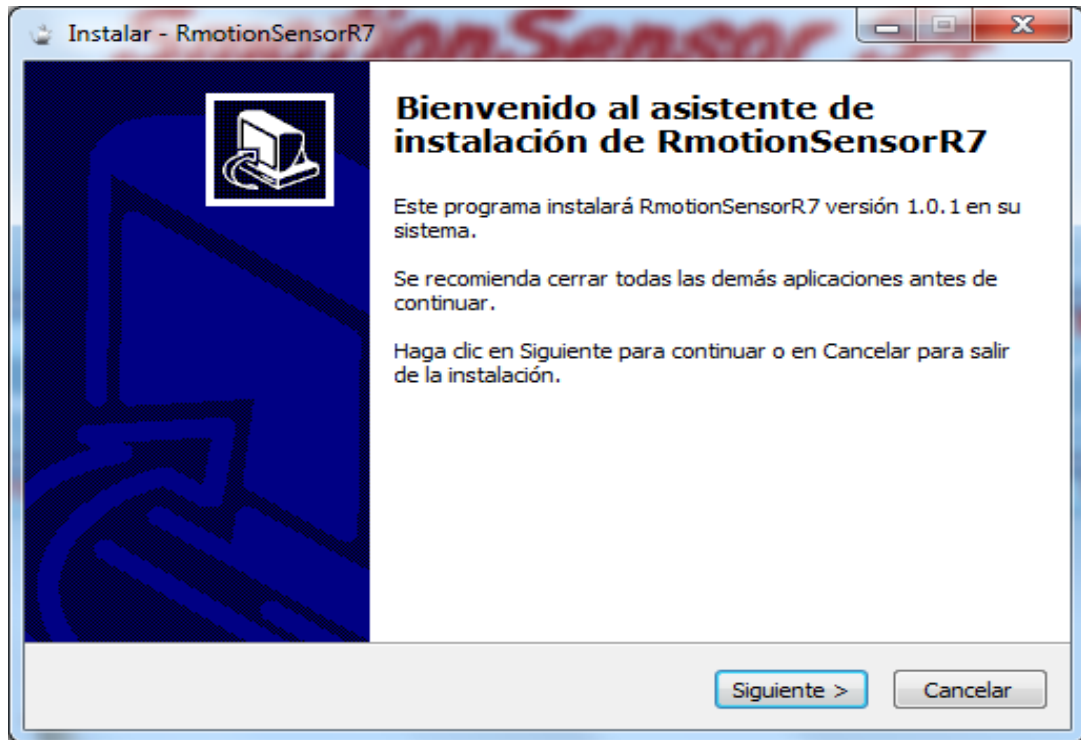 Instalar - RmotionSensorR7
Bienvenido al asistente de
instalación de RmotionSensorR7
Este programa instalará RmotionSensorR7 versión 1.0.1 en su
sistema.
Se recomienda cerrar todas las demás aplicaciones antes de
continuar.
Haga clic en Siguiente para continuar o en Cancelar para salir
de la instalación.
Siguiente >
Cancelar